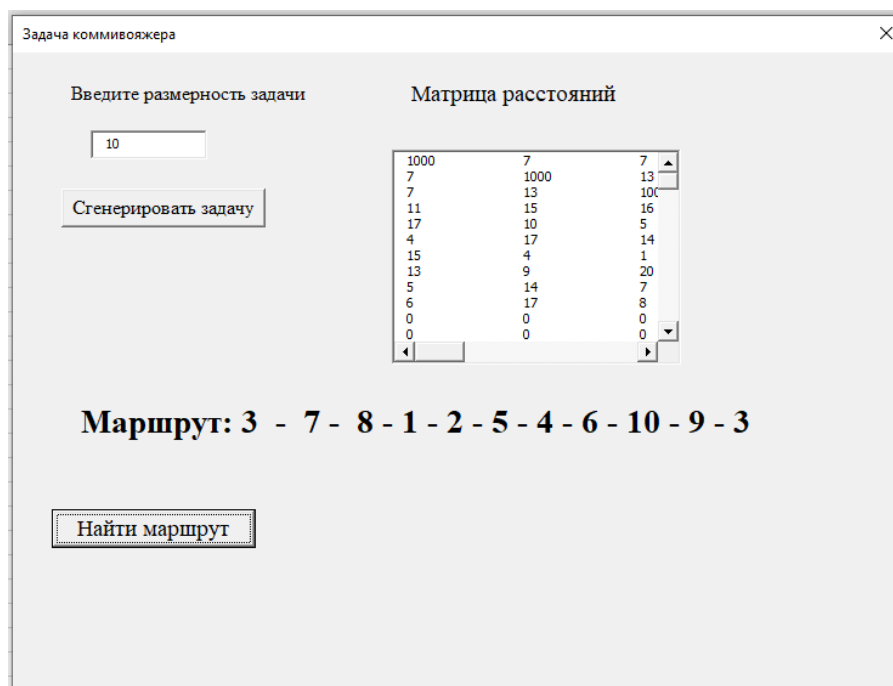 Задача коммивояжера
Введите размерность задачи
Матрица расстояний
10
Сгенерировать задачу
1000 7 7
7 1000 13
7 13
11 15 16
17 10 5
4 17 14
15 4 1
13 9 20
5 14 7
6 17 8
0 0 0
0 0 0
Маршрут: 3 - 7 - 8 - 1 - 2 - 5 - 4 - 6 - 10 - 9 - 3
Найти маршрут